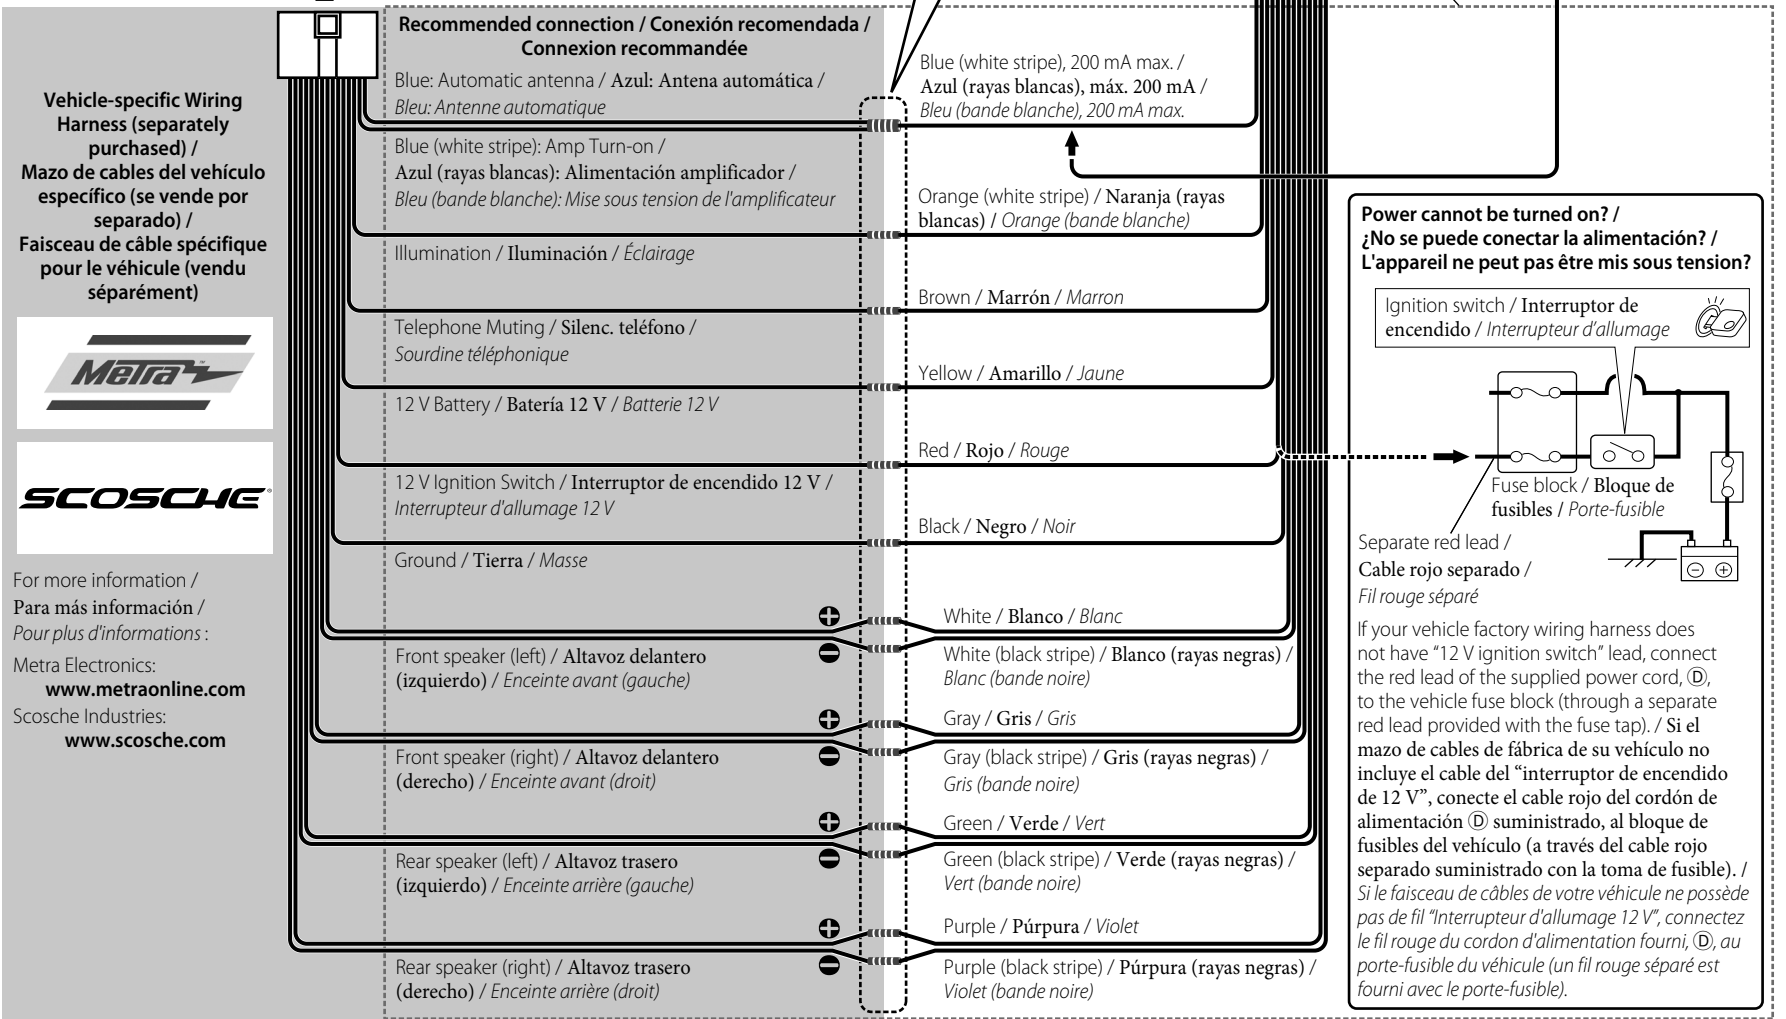 Recommended connection / Conexión recomendada /
Connexion recommandée
Vehicle-specific Wiring
Harness (separately
purchased) /
Mazo de cables del vehículo
específico (se vende por
separado) /
Faisceau de câble spécifique
pour le véhicule (vendu
séparément)
Metra™
SCOSCHE®
For more information /
Para más información /
Pour plus d'informations :
Metra Electronics:
www.metraonline.com
Scosche Industries:
www.scosche.com
Blue: Automatic antenna / Azul: Antena automática /
Bleu: Antenne automatique
Blue (white stripe): Amp Turn-on /
Azul (rayas blancas): Alimentación amplificador /
Bleu (bande blanche): Mise sous tension de l'amplificateur
Illumination / Iluminación / Éclairage
Telephone Muting / Silenc. teléfono /
Sourdine téléphonique
12 V Battery / Batería 12 V / Batterie 12 V
12 V Ignition Switch / Interruptor de encendido 12 V /
Interrupteur d'allumage 12 V
Ground / Tierra / Masse
Front speaker (left) / Altavoz delantero
(izquierdo) / Enceinte avant (gauche)
Front speaker (right) / Altavoz delantero
(derecho) / Enceinte avant (droit)
Rear speaker (left) / Altavoz trasero
(izquierdo) / Enceinte arrière (gauche)
Rear speaker (right) / Altavoz trasero
(derecho) / Enceinte arrière (droit)
Blue (white stripe), 200 mA max. /
Azul (rayas blancas), máx. 200 mA /
Bleu (bande blanche), 200 mA max.
Orange (white stripe) / Naranja (rayas
blancas) / Orange (bande blanche)
Brown / Marrón / Marron
Yellow / Amarillo / Jaune
Red / Rojo / Rouge
Black / Negro / Noir
White / Blanco / Blanc
White (black stripe) / Blanco (rayas negras) /
Blanc (bande noire)
Gray / Gris / Gris
Gray (black stripe) / Gris (rayas negras) /
Gris (bande noire)
Green / Verde / Vert
Green (black stripe) / Verde (rayas negras) /
Vert (bande noire)
Purple / Púrpura / Violet
Purple (black stripe) / Púrpura (rayas negras) /
Violet (bande noire)
Power cannot be turned on? /
¿No se puede conectar la alimentación? /
L'appareil ne peut pas être mis sous tension?
Ignition switch / Interruptor de
encendido / Interrupteur d'allumage
Fuse block / Bloque de
fusibles / Porte-fusible
Separate red lead /
Cable rojo separado /
Fil rouge séparé
If your vehicle factory wiring harness does
not have “12 V ignition switch” lead, connect
the red lead of the supplied power cord, Ⓓ,
to the vehicle fuse block (through a separate
red lead provided with the fuse tap). / Si el
mazo de cables de fábrica de su vehículo no
incluye el cable del “interruptor de encendido
de 12 V”, conecte el cable rojo del cordón de
alimentación Ⓓ suministrado, al bloque de
fusibles del vehículo (a través del cable rojo
separado suministrado con la toma de fusible). /
Si le faisceau de câbles de votre véhicule ne possède
pas de fil "Interrupteur d'allumage 12 V", connectez
le fil rouge du cordon d'alimentation fourni, Ⓓ, au
porte-fusible du véhicule (un fil rouge séparé est
fourni avec le porte-fusible).